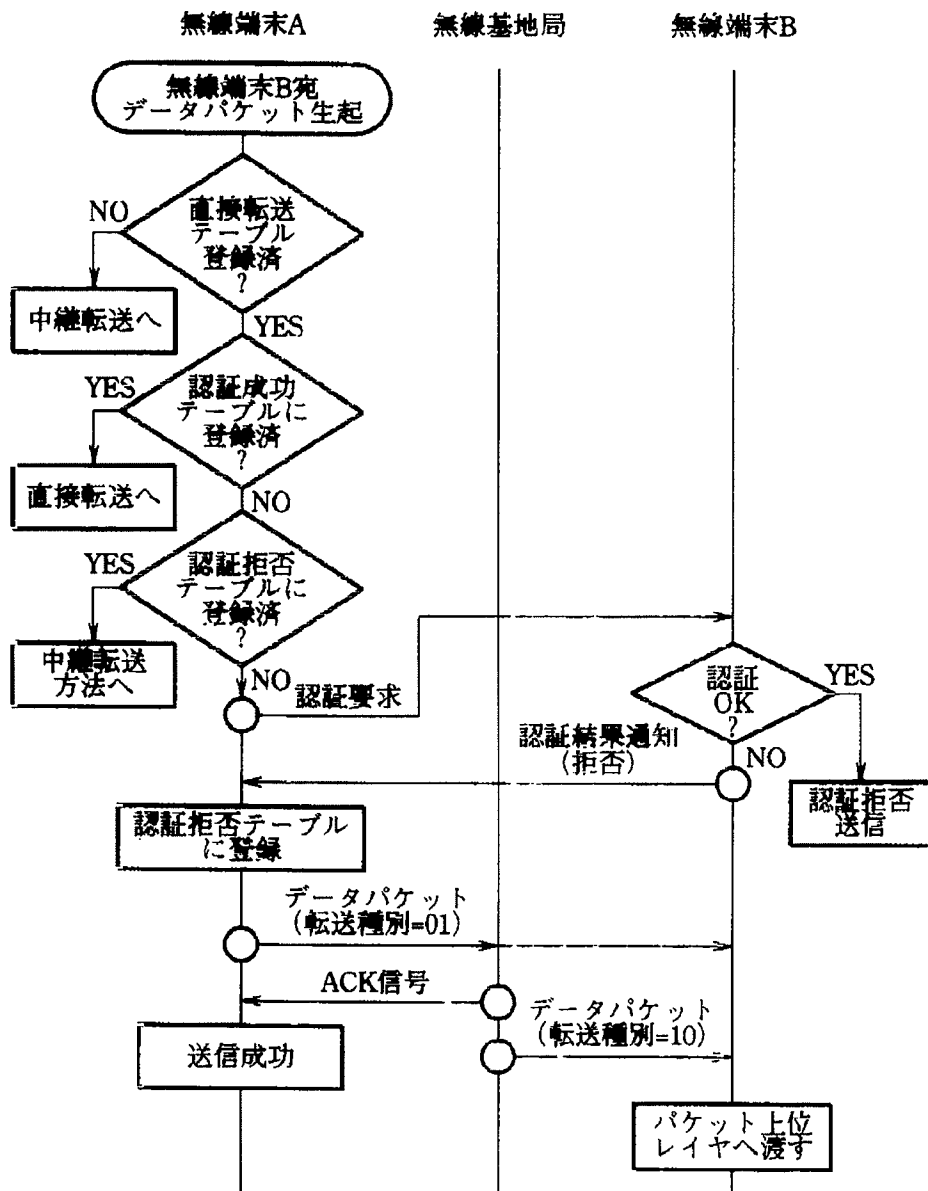 無線端末A
無線基地局
無線端末B
無線端末B宛
データパケット生起
直接転送
テーブル
登録済
?
NO
中継転送へ
YES
認証成功
テーブルに
登録済
?
YES
直接転送へ
NO
認証拒否
テーブルに
登録済
?
YES
中継転送
方法へ
NO
認証要求
認証
OK
?
YES
NO
認証結果通知
(拒否)
認証拒否
送信
認証拒否テーブル
に登録
データパケット
(転送種別=01)
ACK信号
データパケット
(転送種別=10)
送信成功
パケット上位
レイヤへ渡す